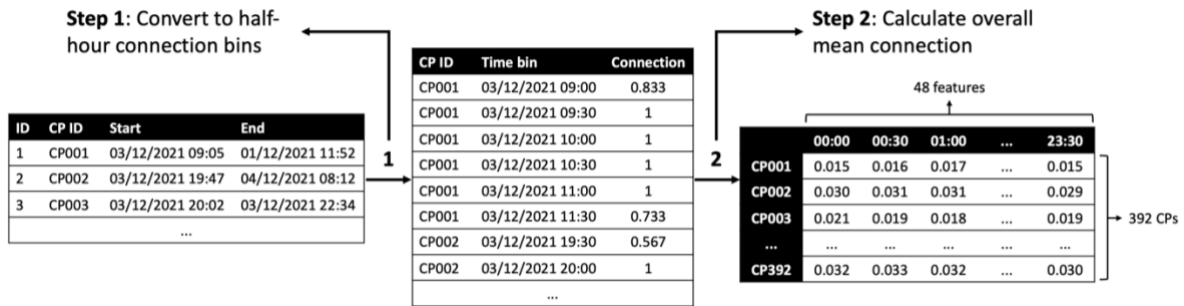 Step 1: Convert to half-
hour connection bins
Step 2: Calculate overall
mean connection
ID CP ID Start End
1 CP001 03/12/2021 09:05 01/12/2021 11:52
2 CP002 03/12/2021 19:47 04/12/2021 08:12
3 CP003 03/12/2021 20:02 03/12/2021 22:34
...
1
CP ID Time bin Connection
CP001 03/12/2021 09:00 0.833
CP001 03/12/2021 09:30 1
CP001 03/12/2021 10:00 1
CP001 03/12/2021 10:30 1
CP001 03/12/2021 11:00 1
CP001 03/12/2021 11:30 0.733
CP002 03/12/2021 19:30 0.567
CP002 03/12/2021 20:00 1
...
2
48 features
00:00 00:30 01:00 ... 23:30
CP001 0.015 0.016 0.017 ... 0.015
CP002 0.030 0.031 0.031 ... 0.029
CP003 0.021 0.019 0.018 ... 0.019
... ... ... ... ... ...
CP392 0.032 0.033 0.032 ... 0.030
392 CPs